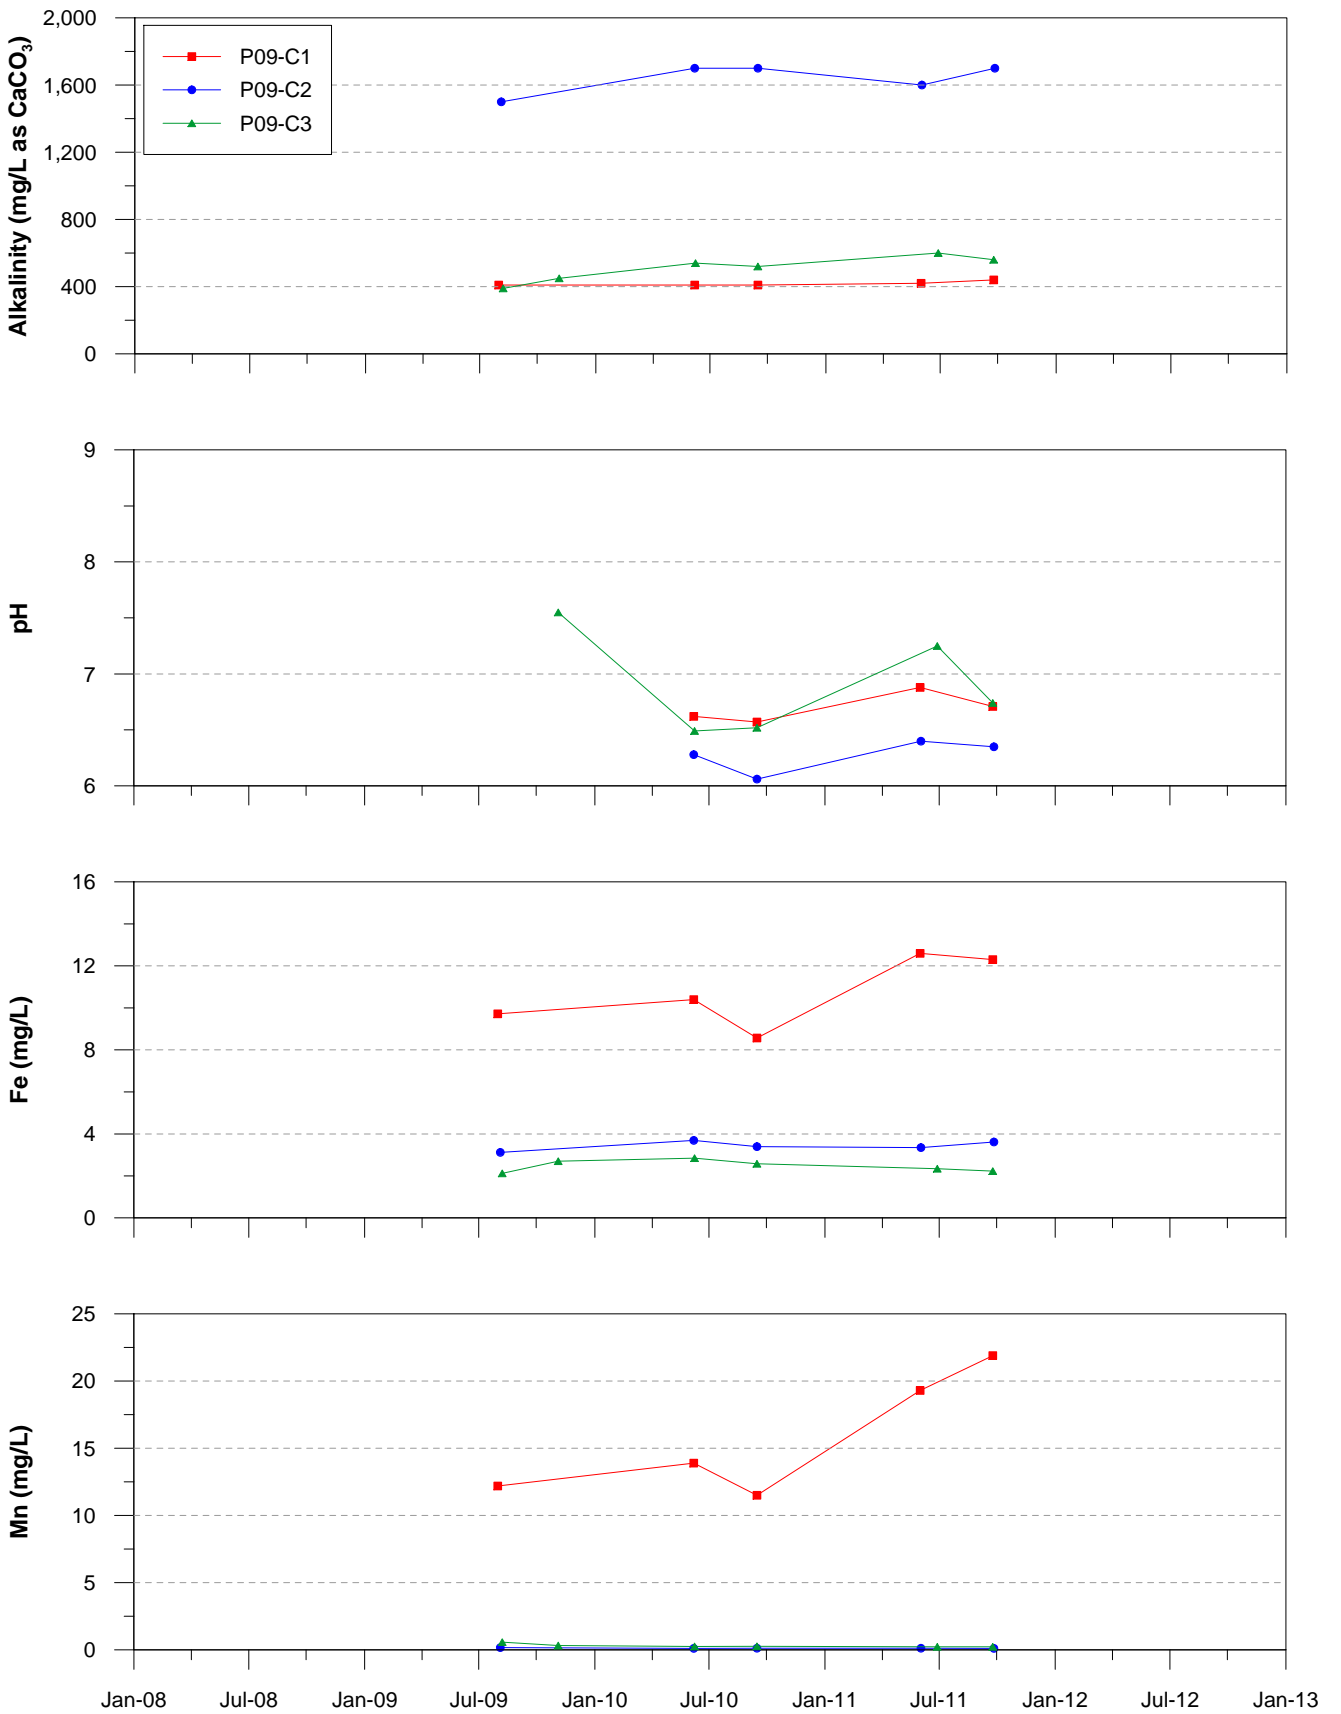 2,000
1,600
1,200
800
400
0
Alkalinity (mg/L as CaCO₃)
P09-C1
P09-C2
P09-C3
9
8
7
6
pH
16
12
8
4
0
Fe (mg/L)
25
20
15
10
5
0
Mn (mg/L)
Jan-08 Jul-08 Jan-09 Jul-09 Jan-10 Jul-10 Jan-11 Jul-11 Jan-12 Jul-12 Jan-13